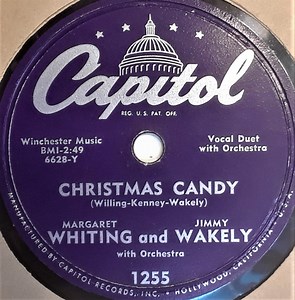 Capitol
REG. U.S. PAT. OFF.
Winchester Music
BMI-2:49
6628-Y
Vocal Duet
with Orchestra
CHRISTMAS CANDY
(Willing-Kenney-Wakely)
MARGARET JIMMY
WHITING and WAKELY
with Orchestra
1255
MANUFACTURED BY CAPITOL RECORDS, INC. • HOLLYWOOD, CALIFORNIA, U.S.A.